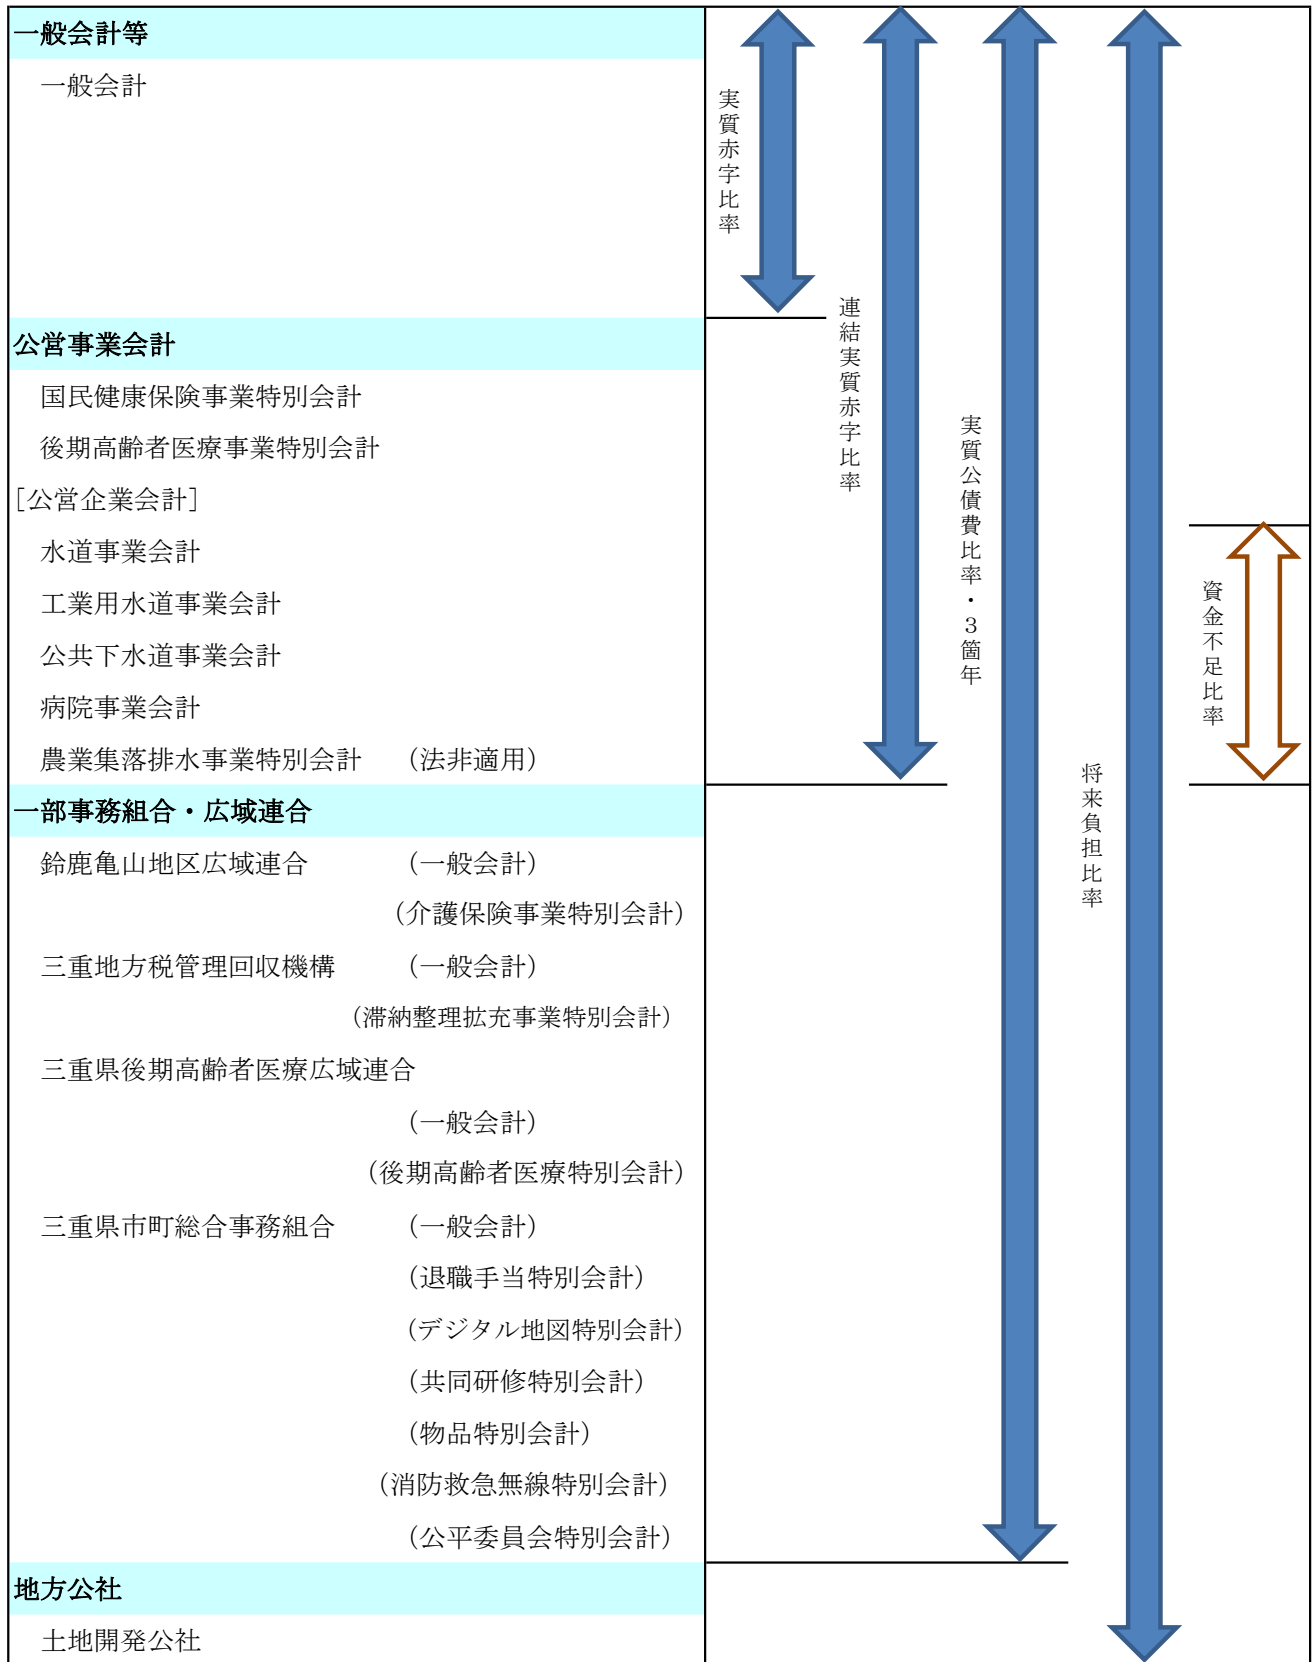 一般会計等
一般会計
公営事業会計
国民健康保険事業特別会計
後期高齢者医療事業特別会計
[公営企業会計]
水道事業会計
工業用水道事業会計
公共下水道事業会計
病院事業会計
農業集落排水事業特別会計 （法非適用）
一部事務組合・広域連合
鈴鹿亀山地区広域連合 （一般会計）
（介護保険事業特別会計）
三重地方税管理回収機構 （一般会計）
（滞納整理拡充事業特別会計）
三重県後期高齢者医療広域連合
（一般会計）
（後期高齢者医療特別会計）
三重県市町総合事務組合 （一般会計）
（退職手当特別会計）
（デジタル地図特別会計）
（共同研修特別会計）
（物品特別会計）
（消防救急無線特別会計）
（公平委員会特別会計）
地方公社
土地開発公社
実質赤字比率
連結実質赤字比率
実質公債費比率・３箇年
将来負担比率
資金不足比率